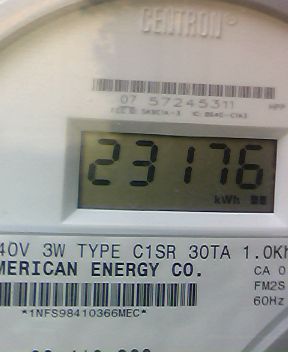 CENTRON
07 57245311
23176
kWh
40V 3W TYPE C1SR 30TA 1.0Kh
MERICAN ENERGY CO.
CA 0
FM2S
60Hz
*1NFS98410366MEC*